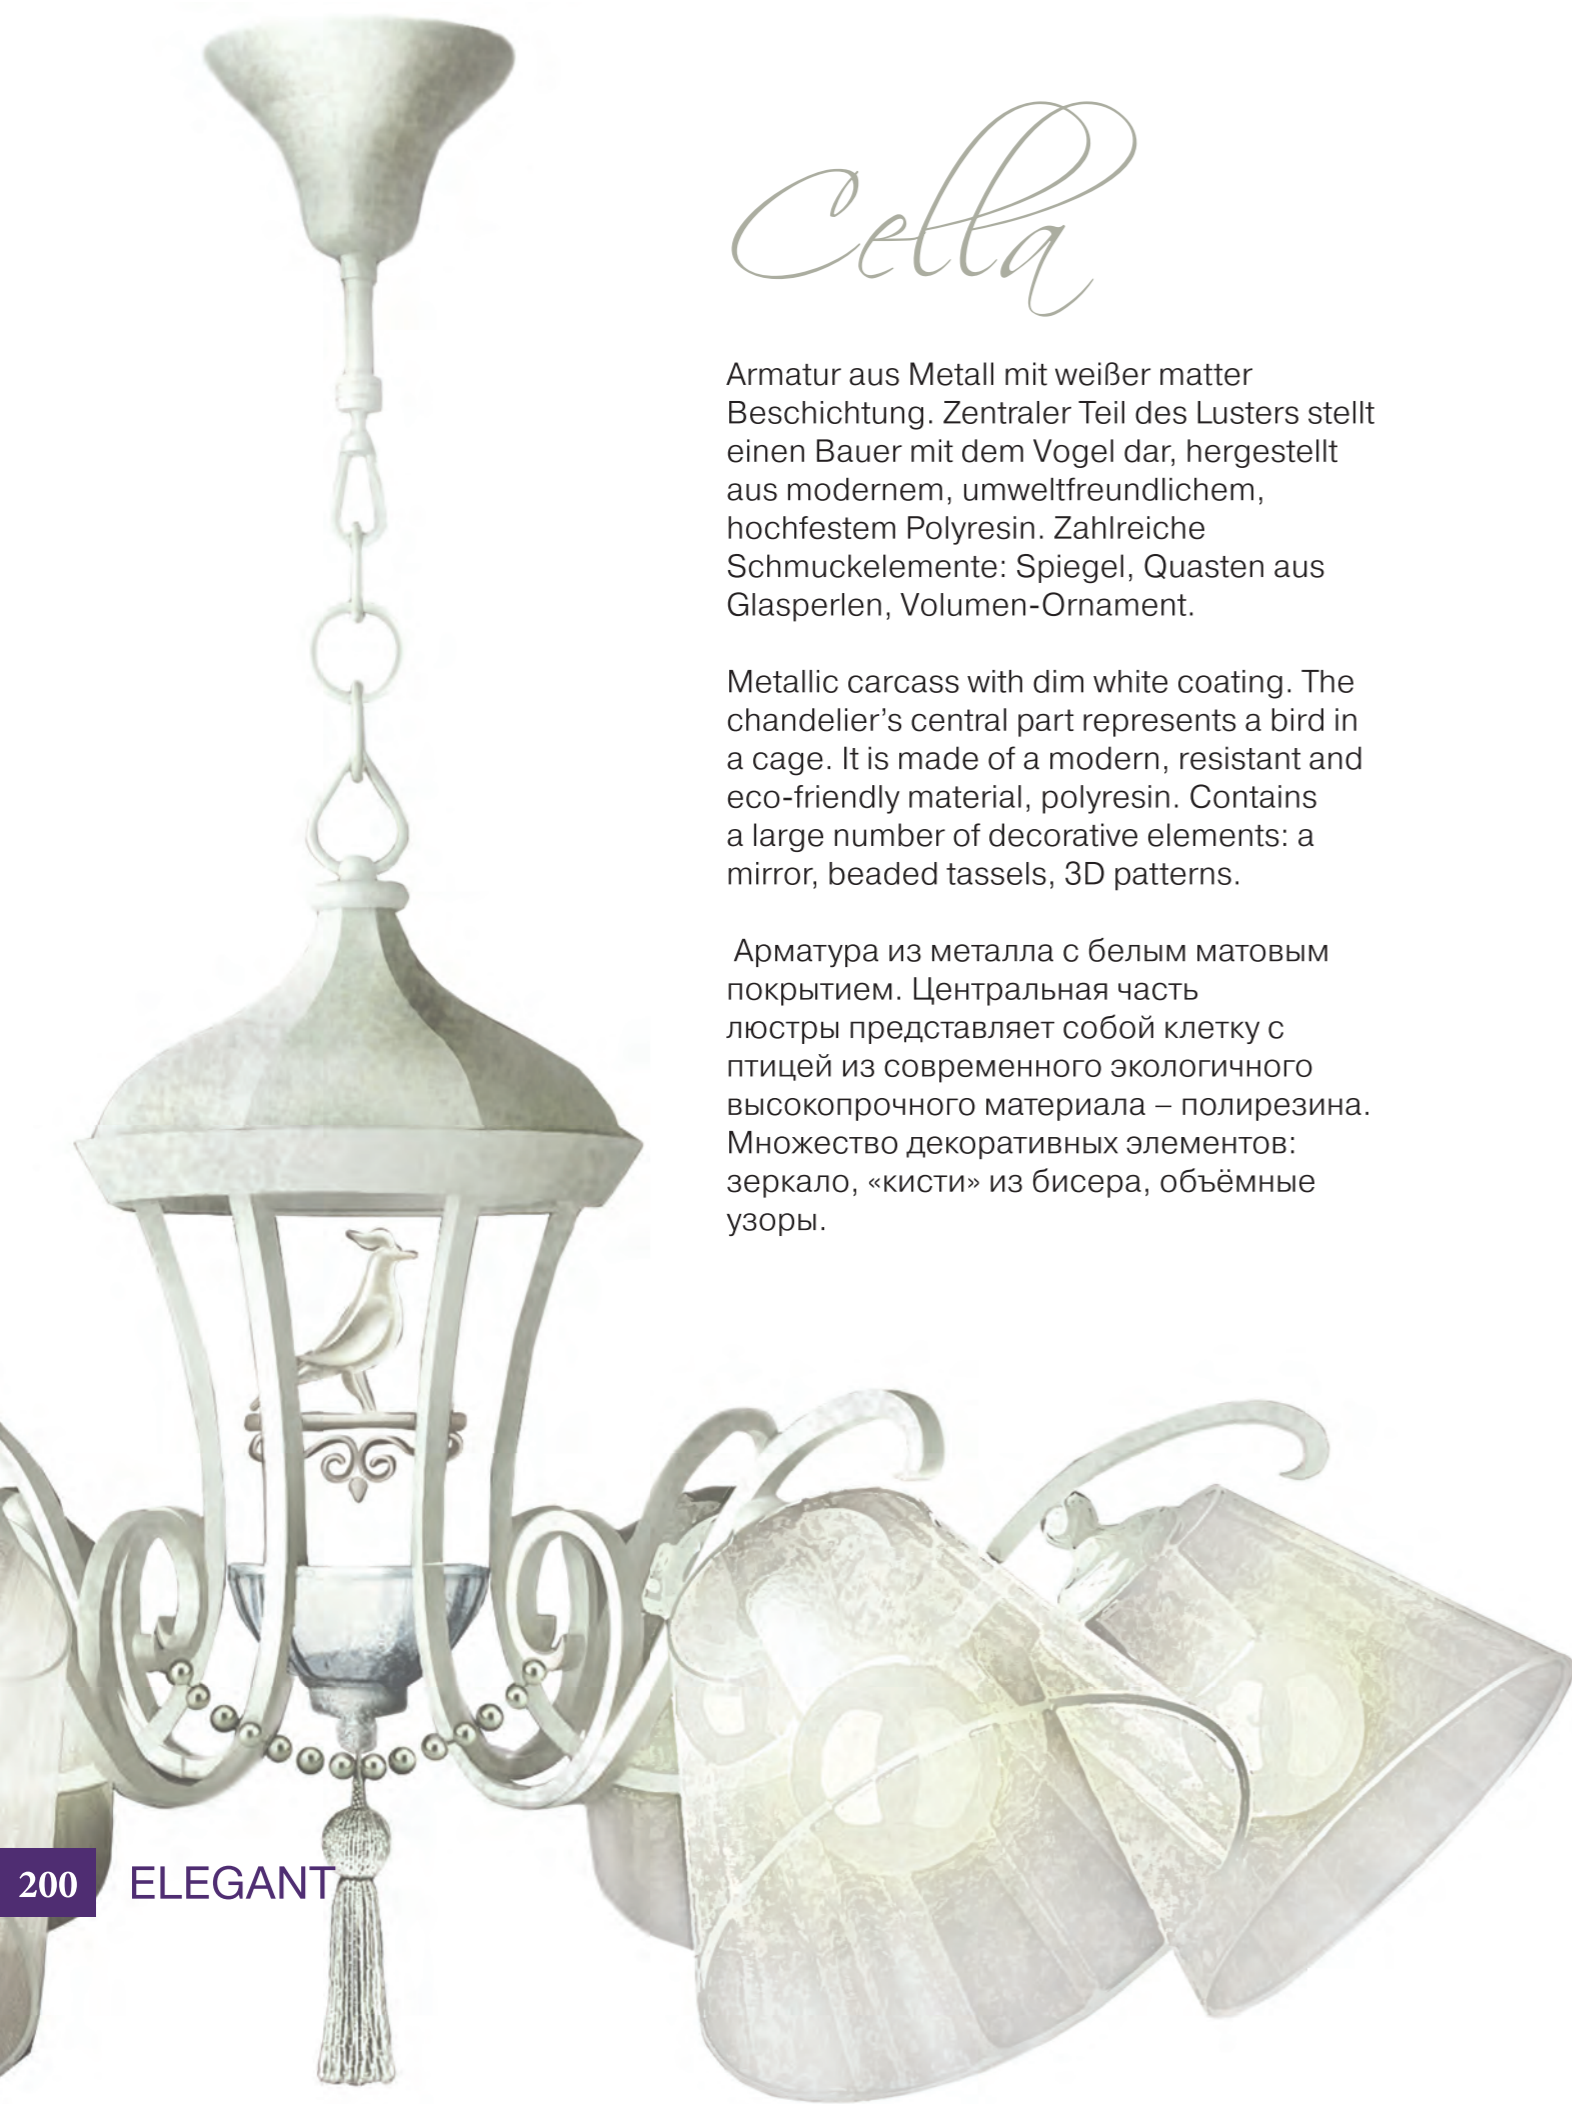 Cella
Armatur aus Metall mit weißer matter
Beschichtung. Zentraler Teil des Lusters stellt
einen Bauer mit dem Vogel dar, hergestellt
aus modernem, umweltfreundlichem,
hochfestem Polyresin. Zahlreiche
Schmuckelemente: Spiegel, Quasten aus
Glasperlen, Volumen-Ornament.
Metallic carcass with dim white coating. The
chandelier’s central part represents a bird in
a cage. It is made of a modern, resistant and
eco-friendly material, polyresin. Contains
a large number of decorative elements: a
mirror, beaded tassels, 3D patterns.
Арматура из металла с белым матовым
покрытием. Центральная часть
люстры представляет собой клетку с
птицей из современного экологичного
высокопрочного материала – полирезина.
Множество декоративных элементов:
зеркало, «кисти» из бисера, объёмные
узоры.
200 ELEGANT